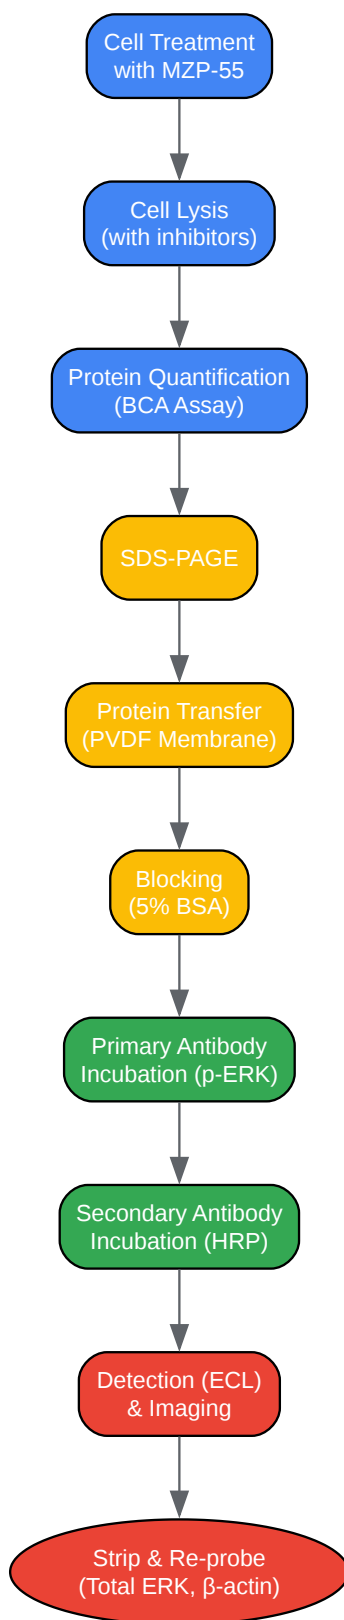 Cell Treatment
with MZP-55
Cell Lysis
(with inhibitors)
Protein Quantification
(BCA Assay)
SDS-PAGE
Protein Transfer
(PVDF Membrane)
Blocking
(5% BSA)
Primary Antibody
Incubation (p-ERK)
Secondary Antibody
Incubation (HRP)
Detection (ECL)
& Imaging
Strip & Re-probe
(Total ERK, β-actin)